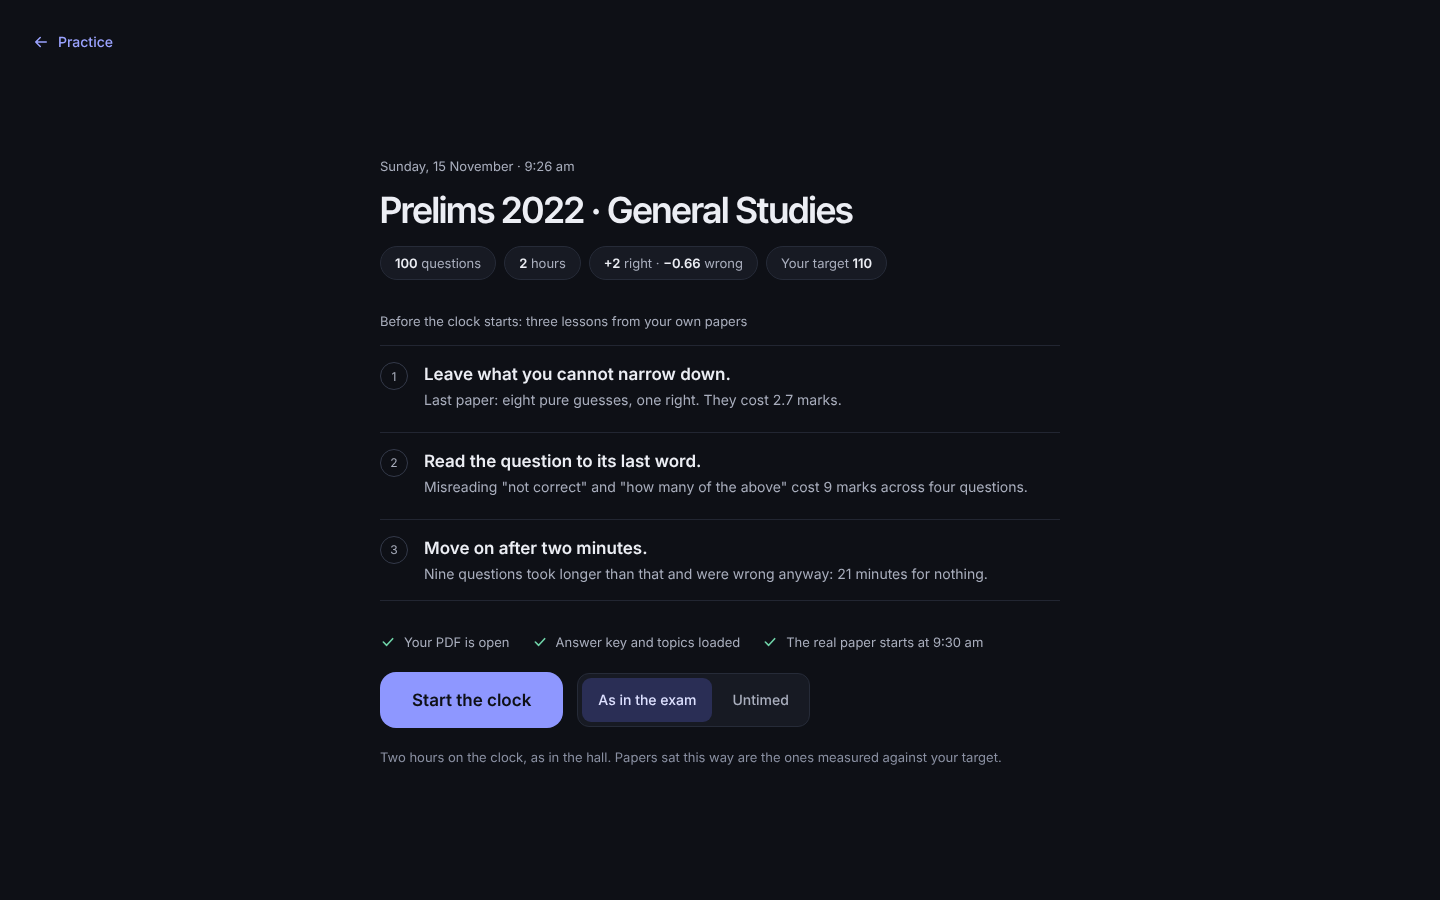 Practice
Sunday, 15 November · 9:26 am
Prelims 2022 · General Studies
100 questions
2 hours
+2 right · −0.66 wrong
Your target 110
Before the clock starts: three lessons from your own papers
1
Leave what you cannot narrow down.
Last paper: eight pure guesses, one right. They cost 2.7 marks.
2
Read the question to its last word.
Misreading "not correct" and "how many of the above" cost 9 marks across four questions.
3
Move on after two minutes.
Nine questions took longer than that and were wrong anyway: 21 minutes for nothing.
Your PDF is open
Answer key and topics loaded
The real paper starts at 9:30 am
Start the clock
As in the exam
Untimed
Two hours on the clock, as in the hall. Papers sat this way are the ones measured against your target.